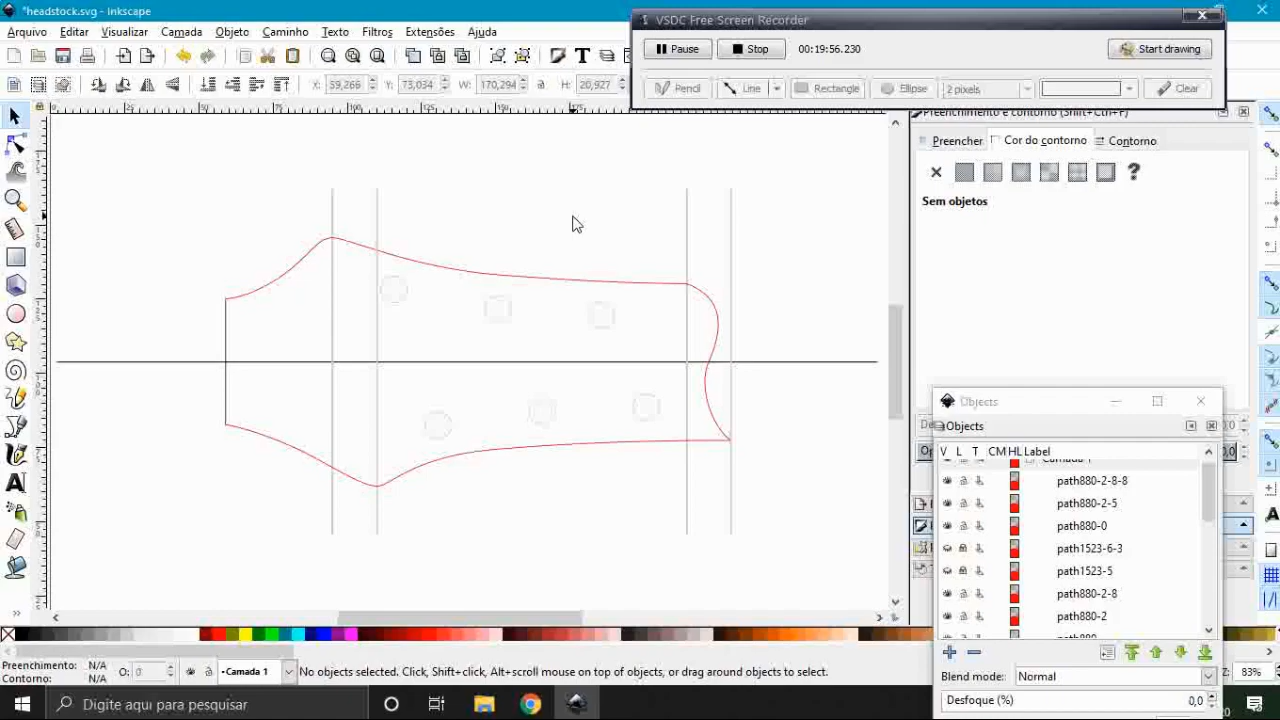 *headstock.svg - Inkscape
VSDC Free Screen Recorder
Arquivo Editar Visualizar Camada Objeto Caminho Texto Filtros Extensões Ajuda
Pause Stop 00:19:56.230 Start drawing
X: 59,266 Y: 73,034 W: 170,294 H: 20,927
Pencil Line Rectangle Ellipse 2 pixels Clear
Preenchimento e contorno (Shift+Ctrl+F)
Preencher Cor do contorno Contorno
Sem objetos
Objects
Objects
V L T CM HL Label
Camada 1
path880-2-8-8
path880-2-5
path880-0
path1523-6-3
path1523-5
path880-2-8
path880-2
path880
Blend mode: Normal
Desfoque (%) 0,0
Preenchimento: N/A
Contorno: N/A
O: 0
Camada 1
No objects selected. Click, Shift+click, Alt+scroll mouse on top of objects, or drag around objects to select.
Z: 83%
Digite aqui para pesquisar